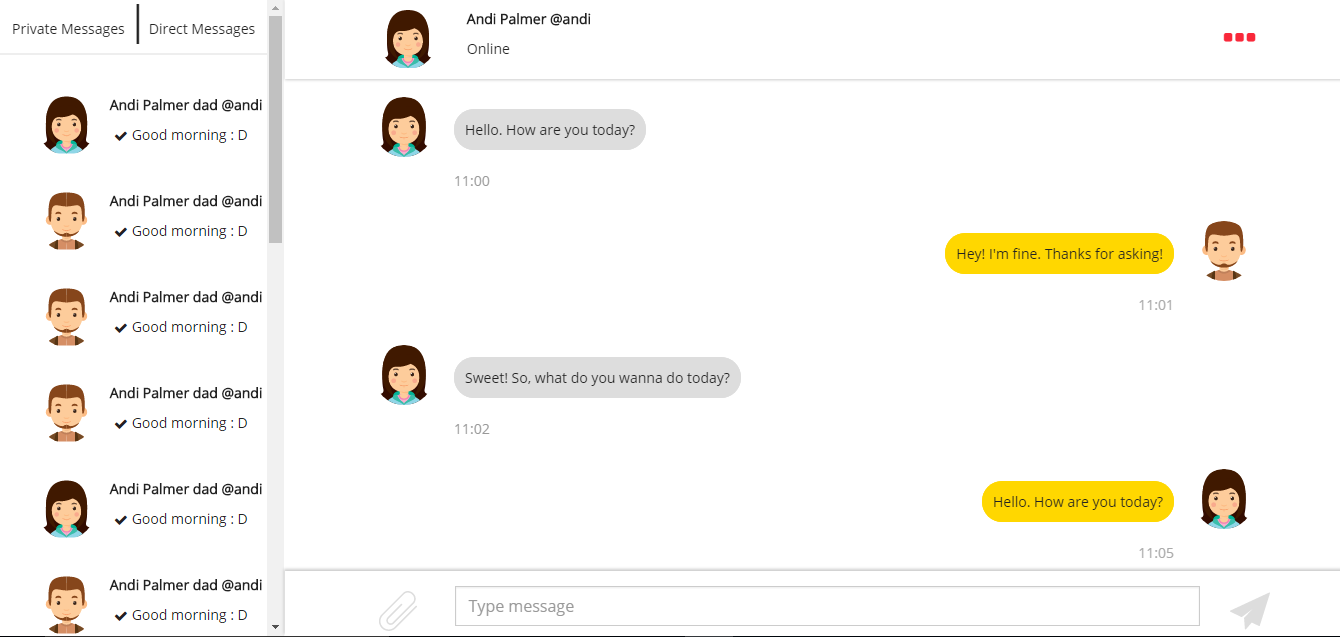 Private Messages
Direct Messages
Andi Palmer dad @andi
Good morning : D
Andi Palmer dad @andi
Good morning : D
Andi Palmer dad @andi
Good morning : D
Andi Palmer dad @andi
Good morning : D
Andi Palmer dad @andi
Good morning : D
Andi Palmer dad @andi
Good morning : D
Andi Palmer @andi
Online
Hello. How are you today?
11:00
Hey! I'm fine. Thanks for asking!
11:01
Sweet! So, what do you wanna do today?
11:02
Hello. How are you today?
11:05
Type message